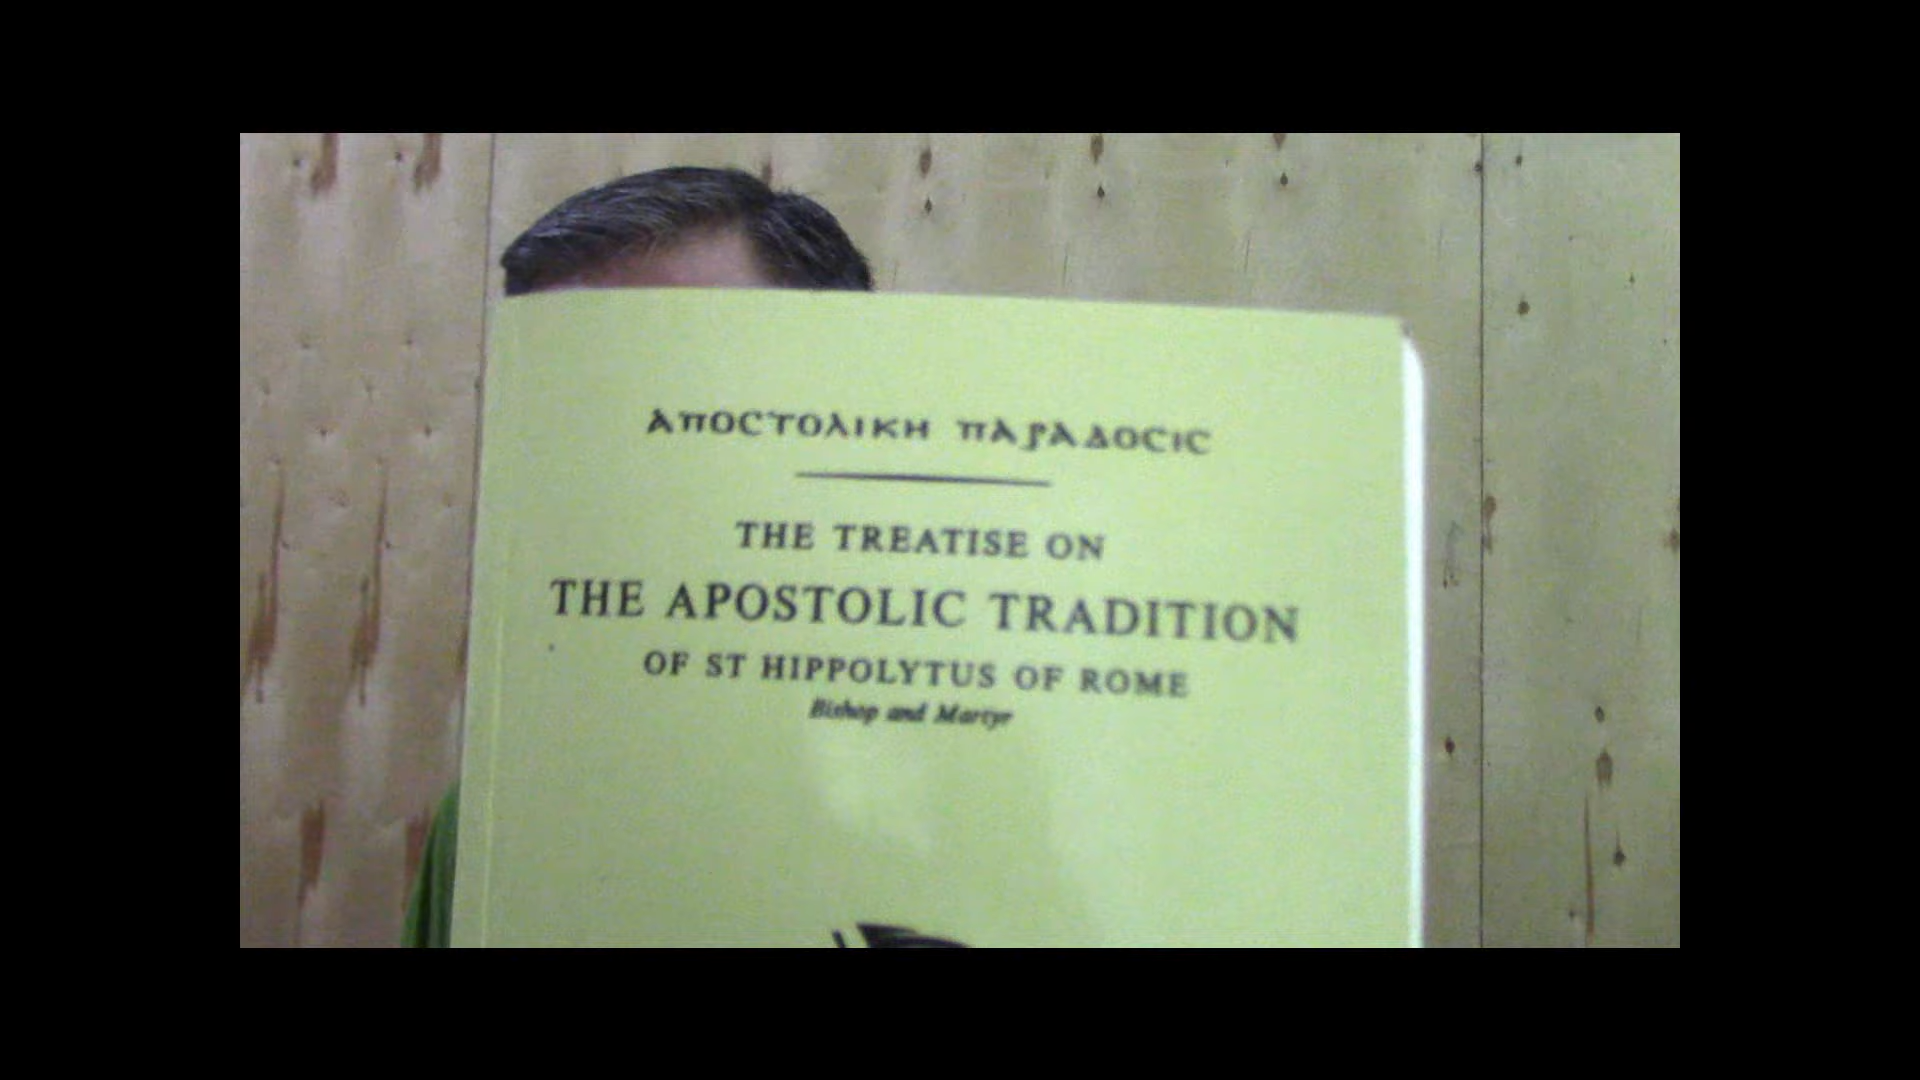 ΑΠΟϹΤΟΛΙΚΗ ΠΑΡΑΔΟϹΙϹ
THE TREATISE ON
THE APOSTOLIC TRADITION
OF ST HIPPOLYTUS OF ROME
Bishop and Martyr